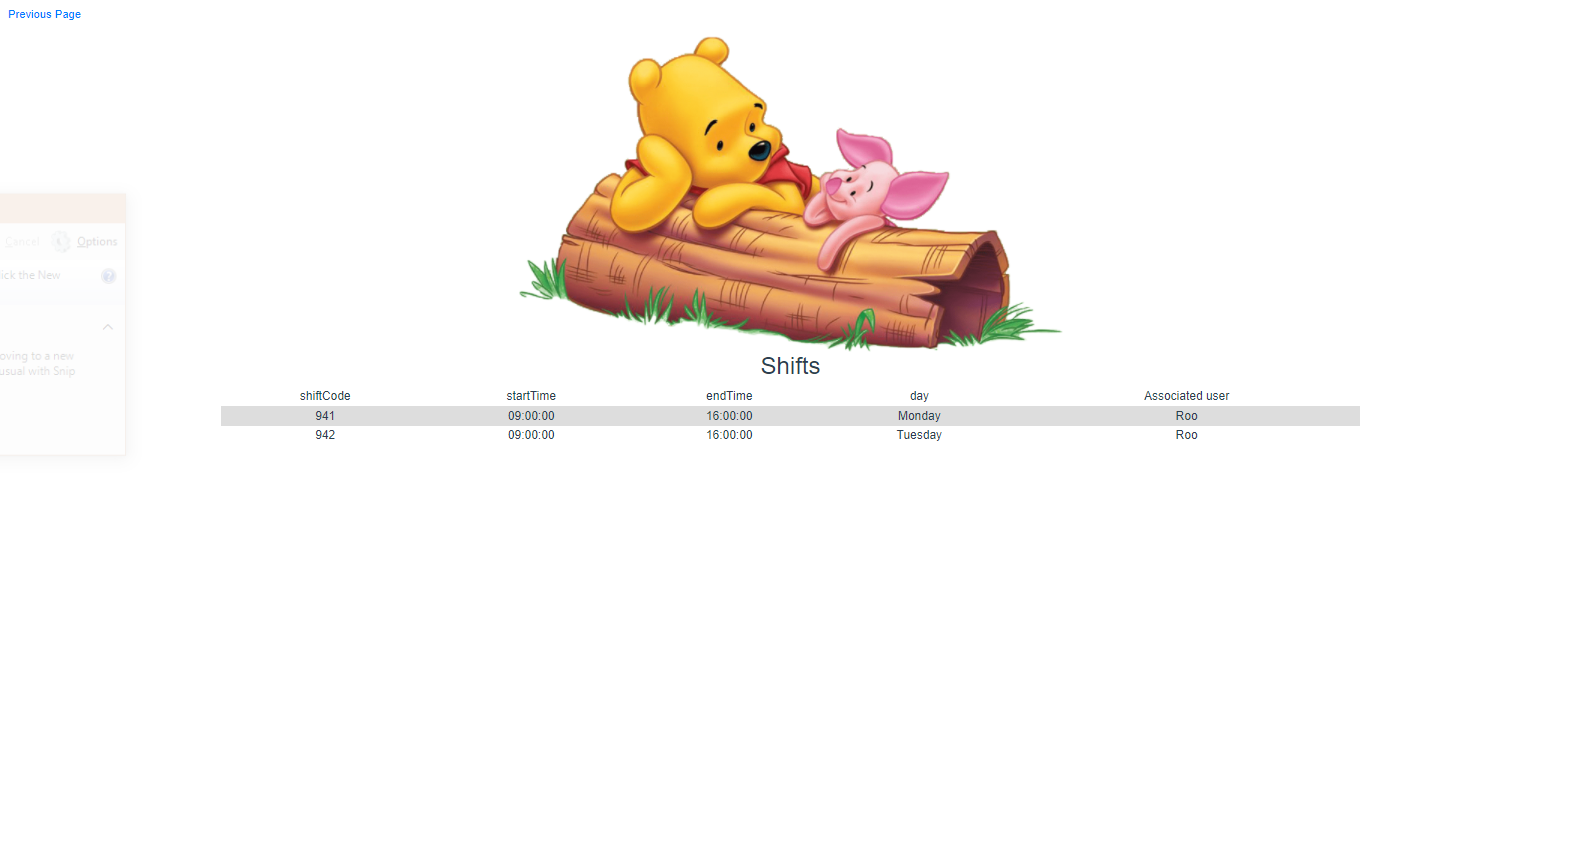 Previous Page
Cancel Options
ick the New
oving to a new
usual with Snip
Shifts
shiftCode startTime endTime day Associated user
941 09:00:00 16:00:00 Monday Roo
942 09:00:00 16:00:00 Tuesday Roo